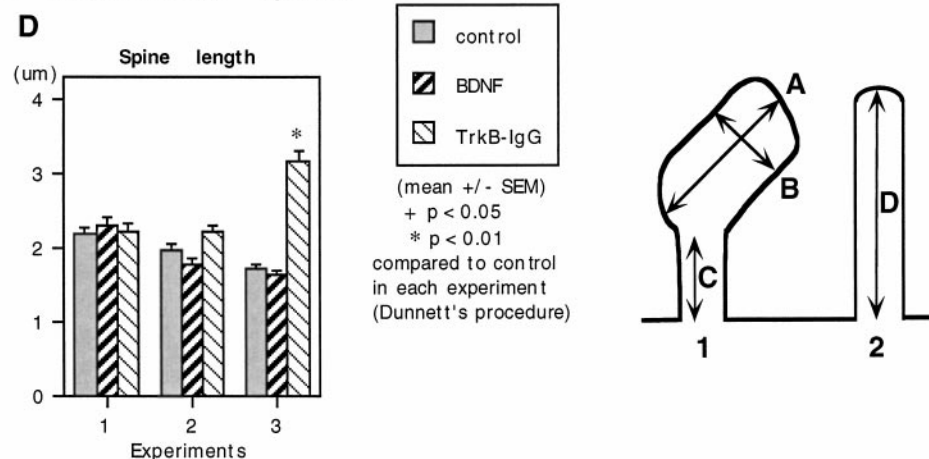 D
Spine length
(um)
4
3
2
1
0
*
1 2 3
Experiments
control
BDNF
TrkB-IgG
(mean +/- SEM)
+ p < 0.05
* p < 0.01
compared to control
in each experiment
(Dunnett's procedure)
A
B
C
D
1 2